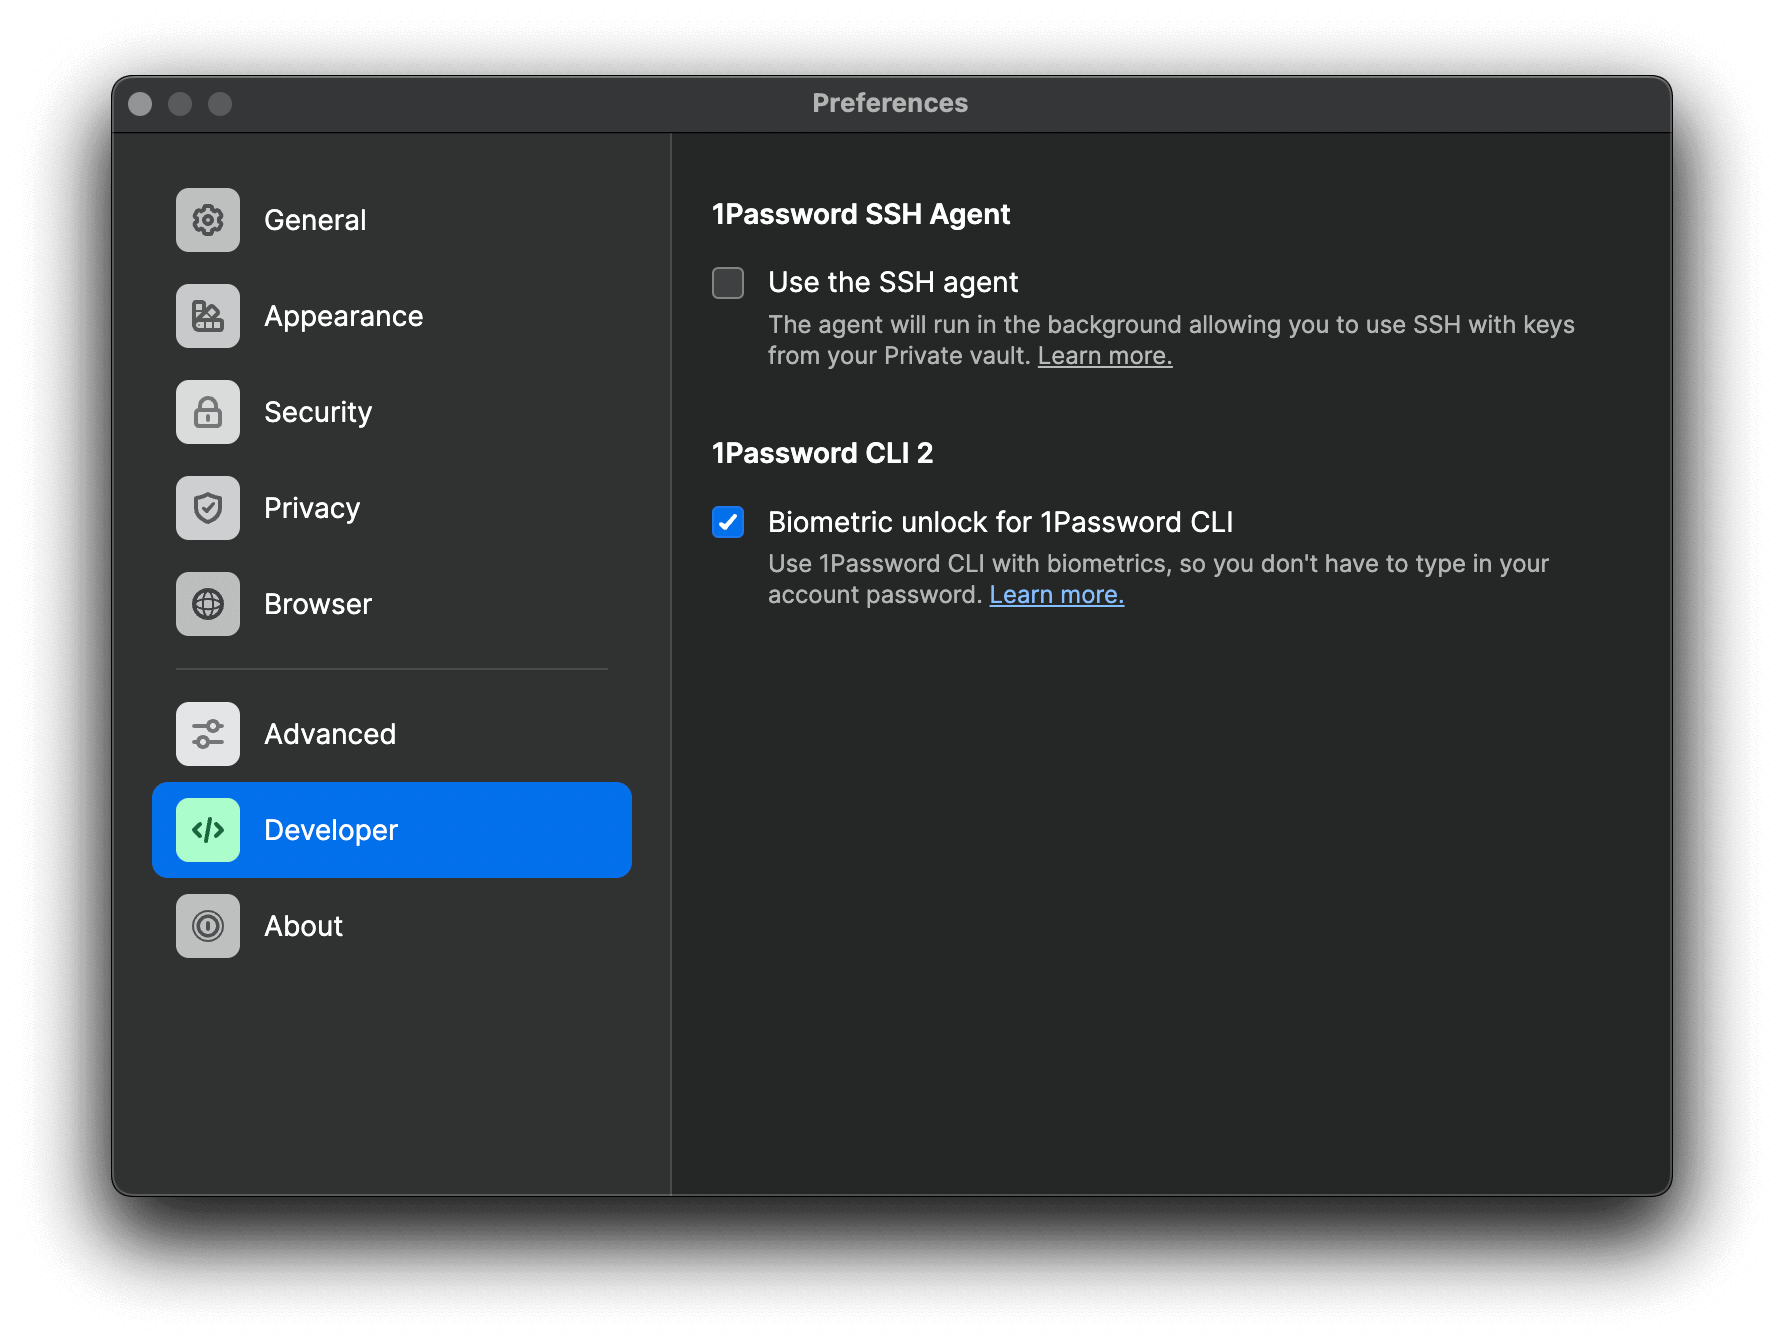 Preferences
General
Appearance
Security
Privacy
Browser
Advanced
Developer
About
1Password SSH Agent
Use the SSH agent
The agent will run in the background allowing you to use SSH with keys
from your Private vault. Learn more.
1Password CLI 2
Biometric unlock for 1Password CLI
Use 1Password CLI with biometrics, so you don't have to type in your
account password. Learn more.